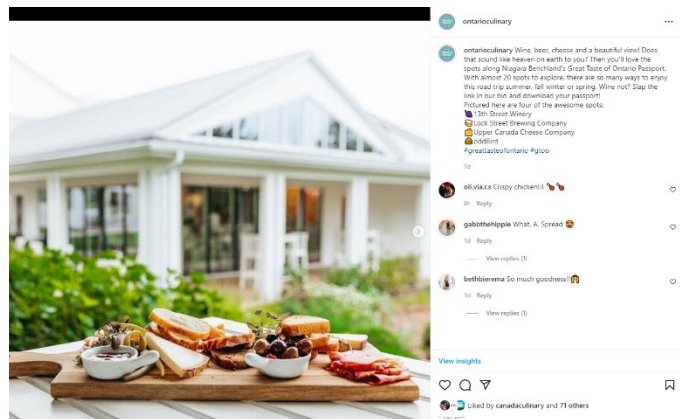 ontarioculinary
ontarioculinary Wine, beer, cheese and a beautiful view! Does
that sound like heaven on earth to you? Then you'll love the
spots along Niagara Benchland's Great Taste of Ontario Passport.
With almost 20 spots to explore, there are so many ways to enjoy
this road trip summer, fall winter or spring. Wine not? Slap the
link in our bio and download your passport!
Pictured here are four of the awesome spots:
🍇13th Street Winery
🍺Lock Street Brewing Company
🧀Upper Canada Cheese Company
🍔oddBird
#greattasteofontario #gtoo
1d
oli.via.r.s Crispy chicken!!! 🍗🍗
8h Reply
gabbthehippie What. A. Spread 😍
1d Reply
View replies (1)
bethbierema So much goodness!!
1d Reply
View replies (1)
View insights
Liked by canadaculinary and 71 others